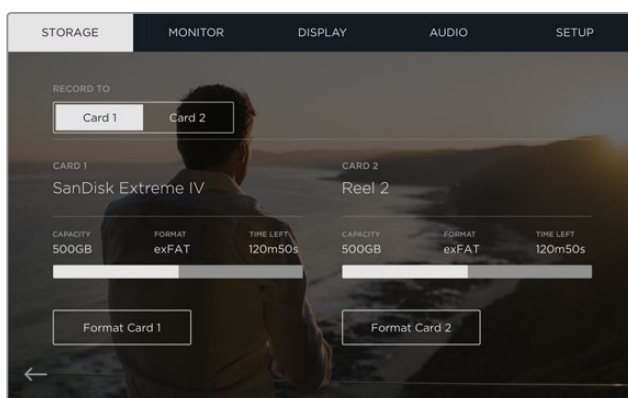 STORAGE MONITOR DISPLAY AUDIO SETUP
RECORD TO
Card 1 Card 2
CARD 1 CARD 2
SanDisk Extreme IV Reel 2
CAPACITY FORMAT TIME LEFT CAPACITY FORMAT TIME LEFT
500GB exFAT 120m50s 500GB exFAT 120m50s
Format Card 1 Format Card 2